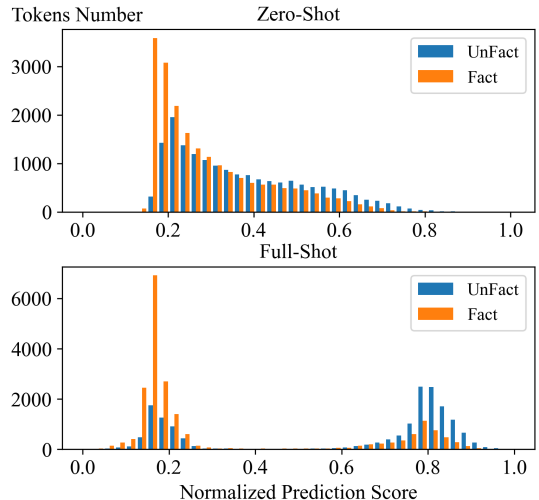 Tokens Number
Zero-Shot
3000
2000
1000
0
UnFact
Fact
0.0 0.2 0.4 0.6 0.8 1.0
Full-Shot
6000
4000
2000
0
UnFact
Fact
0.0 0.2 0.4 0.6 0.8 1.0
Normalized Prediction Score